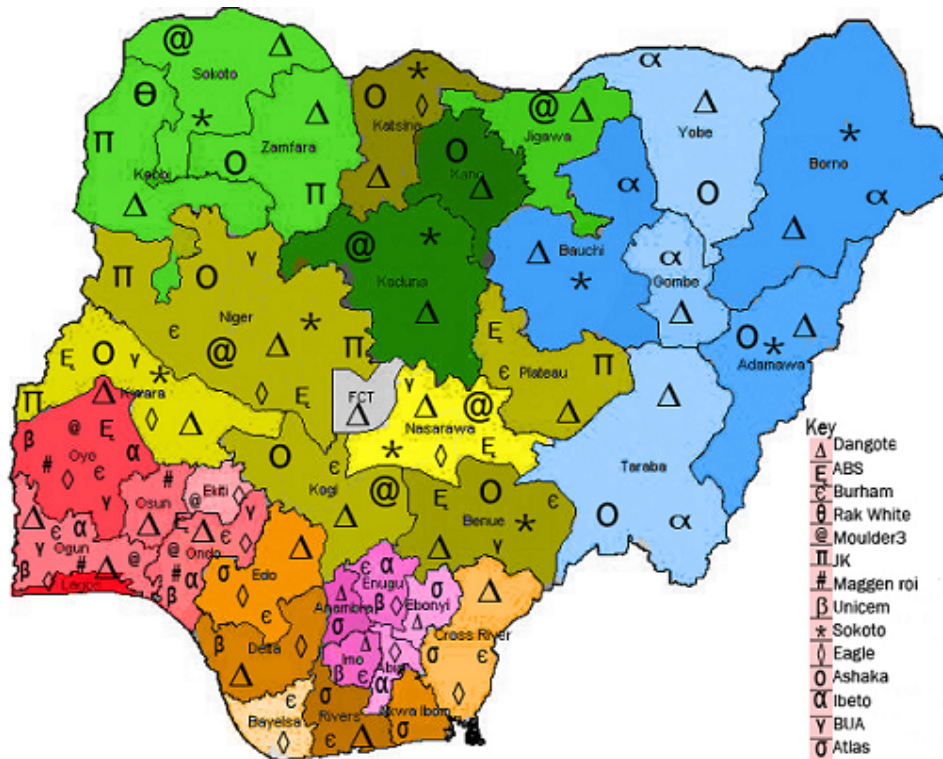 Sokoto
Katsina
Zamfara
Jigawa
Yobe
Kebbi
Kano
Borno
Bauchi
Kaduna
Gombe
Niger
Adamawa
Plateau
Kwara
FCT
Nasarawa
Oyo
Taraba
Kogi
Osun
Ekiti
Benue
Ogun
Ondo
Lagos
Edo
Enugu
Anambra
Ebonyi
Cross River
Delta
Imo
Abia
Bayelsa
Rivers
Akwa Ibom
Key
Δ Dangote
Ę ABS
є Burham
θ Rak White
@ Moulder3
π JK
# Maggen roi
β Unicem
* Sokoto
◊ Eagle
O Ashaka
α Ibeto
γ BUA
σ Atlas